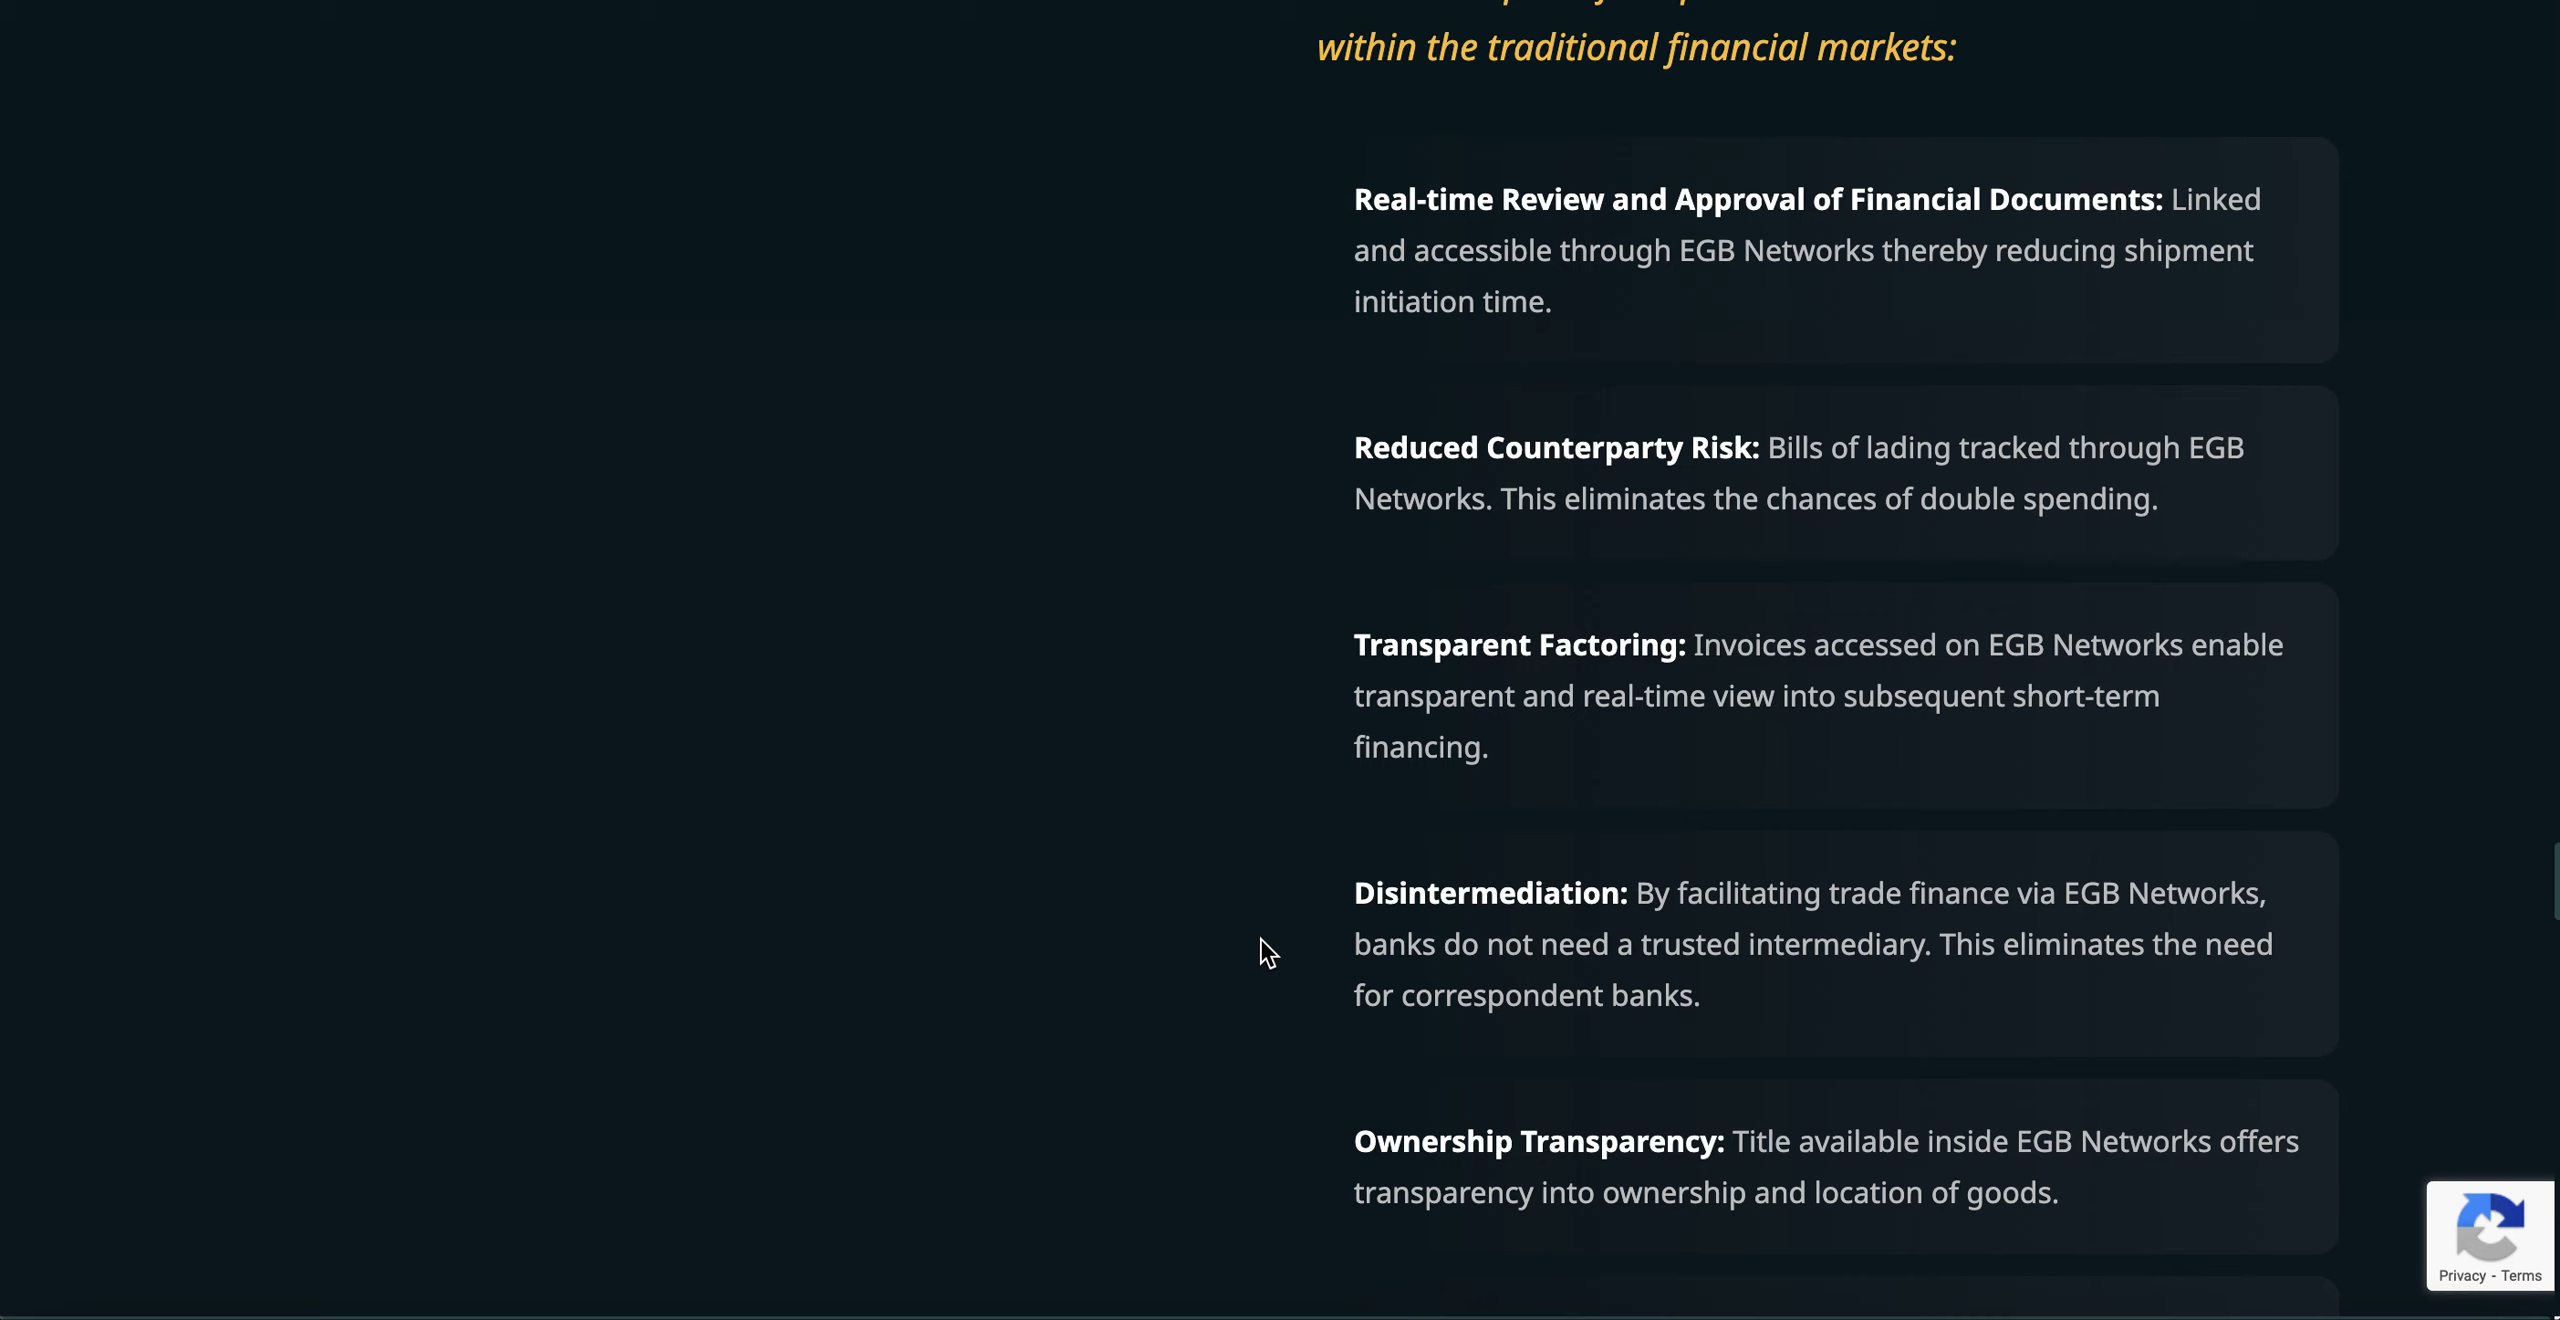 within the traditional financial markets:
Real-time Review and Approval of Financial Documents: Linked
and accessible through EGB Networks thereby reducing shipment
initiation time.
Reduced Counterparty Risk: Bills of lading tracked through EGB
Networks. This eliminates the chances of double spending.
Transparent Factoring: Invoices accessed on EGB Networks enable
transparent and real-time view into subsequent short-term
financing.
Disintermediation: By facilitating trade finance via EGB Networks,
banks do not need a trusted intermediary. This eliminates the need
for correspondent banks.
Ownership Transparency: Title available inside EGB Networks offers
transparency into ownership and location of goods.
Privacy - Terms